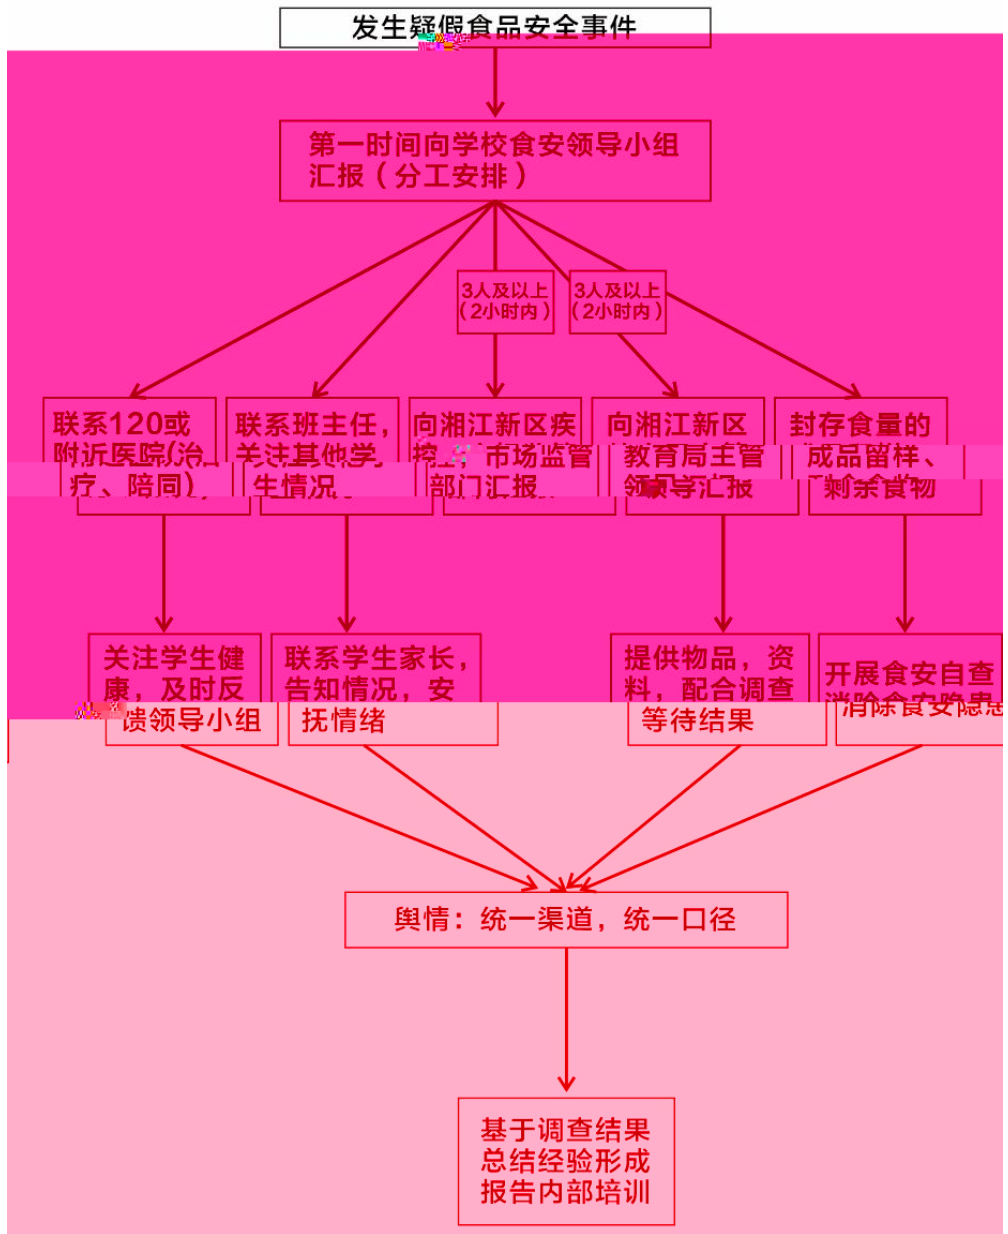 发生疑假食品安全事件
第一时间向学校食安领导小组
汇报（分工安排）
3人及以上
（2小时内）
3人及以上
（2小时内）
联系120或
附近医院(治
疗、陪同)
联系班主任，
关注其他学
生情况
向湘江新区疾
控 市场监管
部门汇报
向湘江新区
教育局主管
领导汇报
封存食量的
成品留样、
剩余食物
关注学生健
康，及时反
馈领导小组
联系学生家长，
告知情况，安
抚情绪
提供物品，资
料，配合调查
等待结果
开展食安自查
消除食安隐患
舆情：统一渠道，统一口径
基于调查结果
总结经验形成
报告内部培训